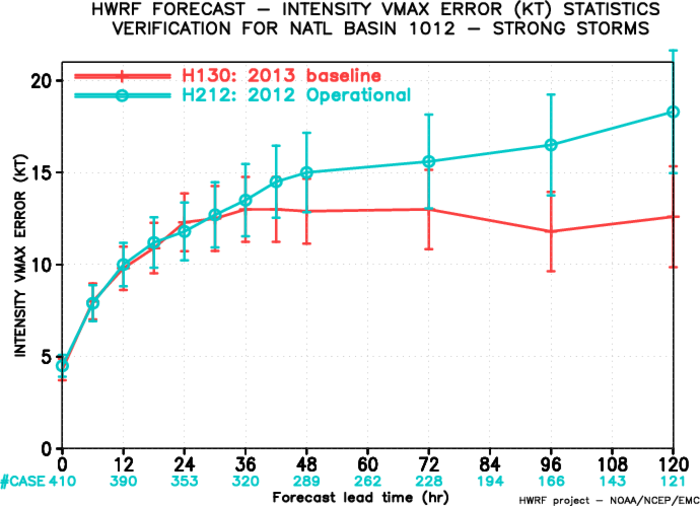 HWRF FORECAST – INTENSITY VMAX ERROR (KT) STATISTICS
VERIFICATION FOR NATL BASIN 1012 – STRONG STORMS
H130: 2013 baseline
H212: 2012 Operational
INTENSITY VMAX ERROR (KT)
20
15
10
5
0
0 12 24 36 48 60 72 84 96 108 120
#CASE 410 390 353 320 289 262 228 194 166 143 121
Forecast lead time (hr)
HWRF project – NOAA/NCEP/EMC